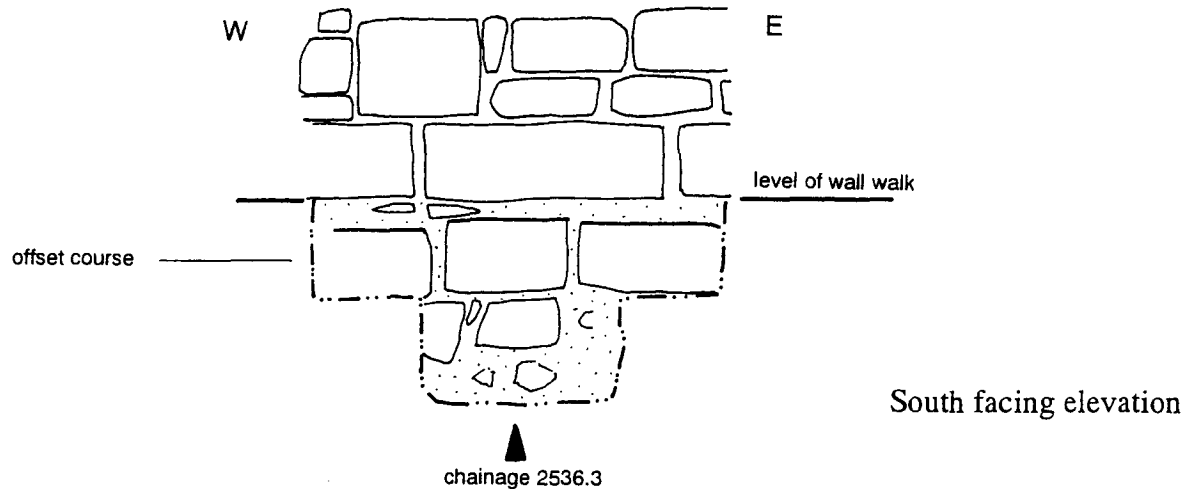 W
E
level of wall walk
offset course
South facing elevation
chainage 2536.3